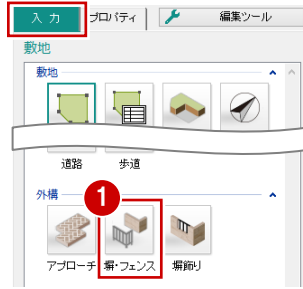 入 力 プロパティ 編集ツール
敷地
敷地
道路 歩道
外構
1
アプローチ 塀・フェンス 塀飾り